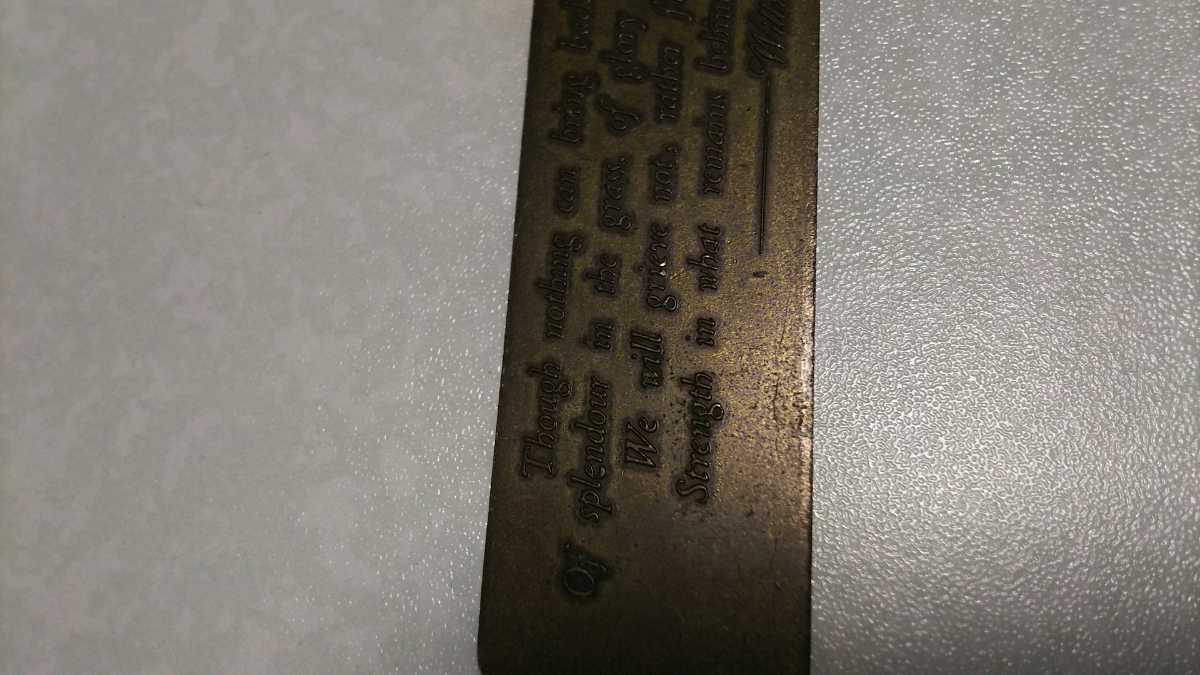 Though nothing can bring
Of splendour in the grass, of glory
We will grieve not, rather
Strength in what remains